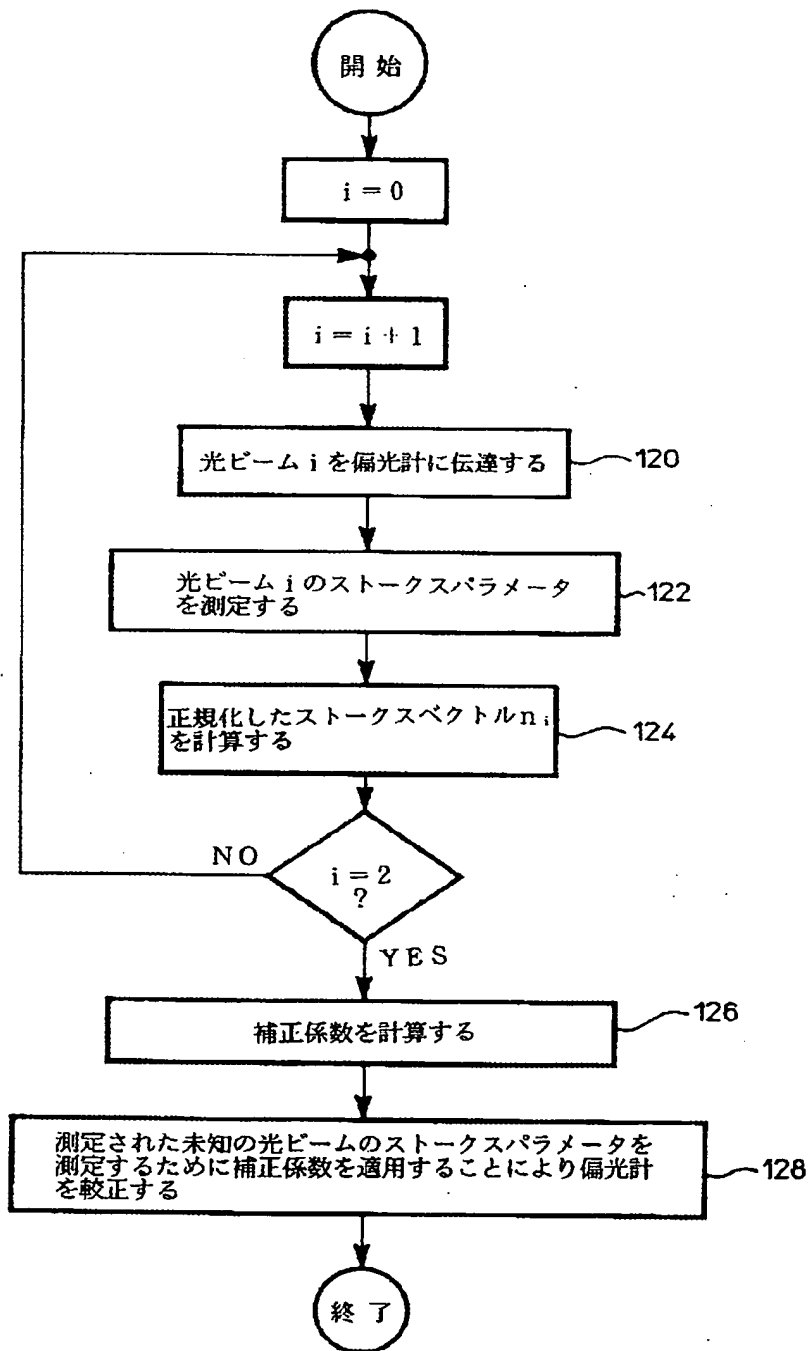 開始
i = 0
i = i + 1
光ビーム i を偏光計に伝達する
120
光ビーム i のストークスパラメータ
を測定する
122
正規化したストークスベクトル n i
を計算する
124
NO
i = 2
?
YES
補正係数を計算する
126
測定された未知の光ビームのストークスパラメータを
測定するために補正係数を適用することにより偏光計
を較正する
128
終了